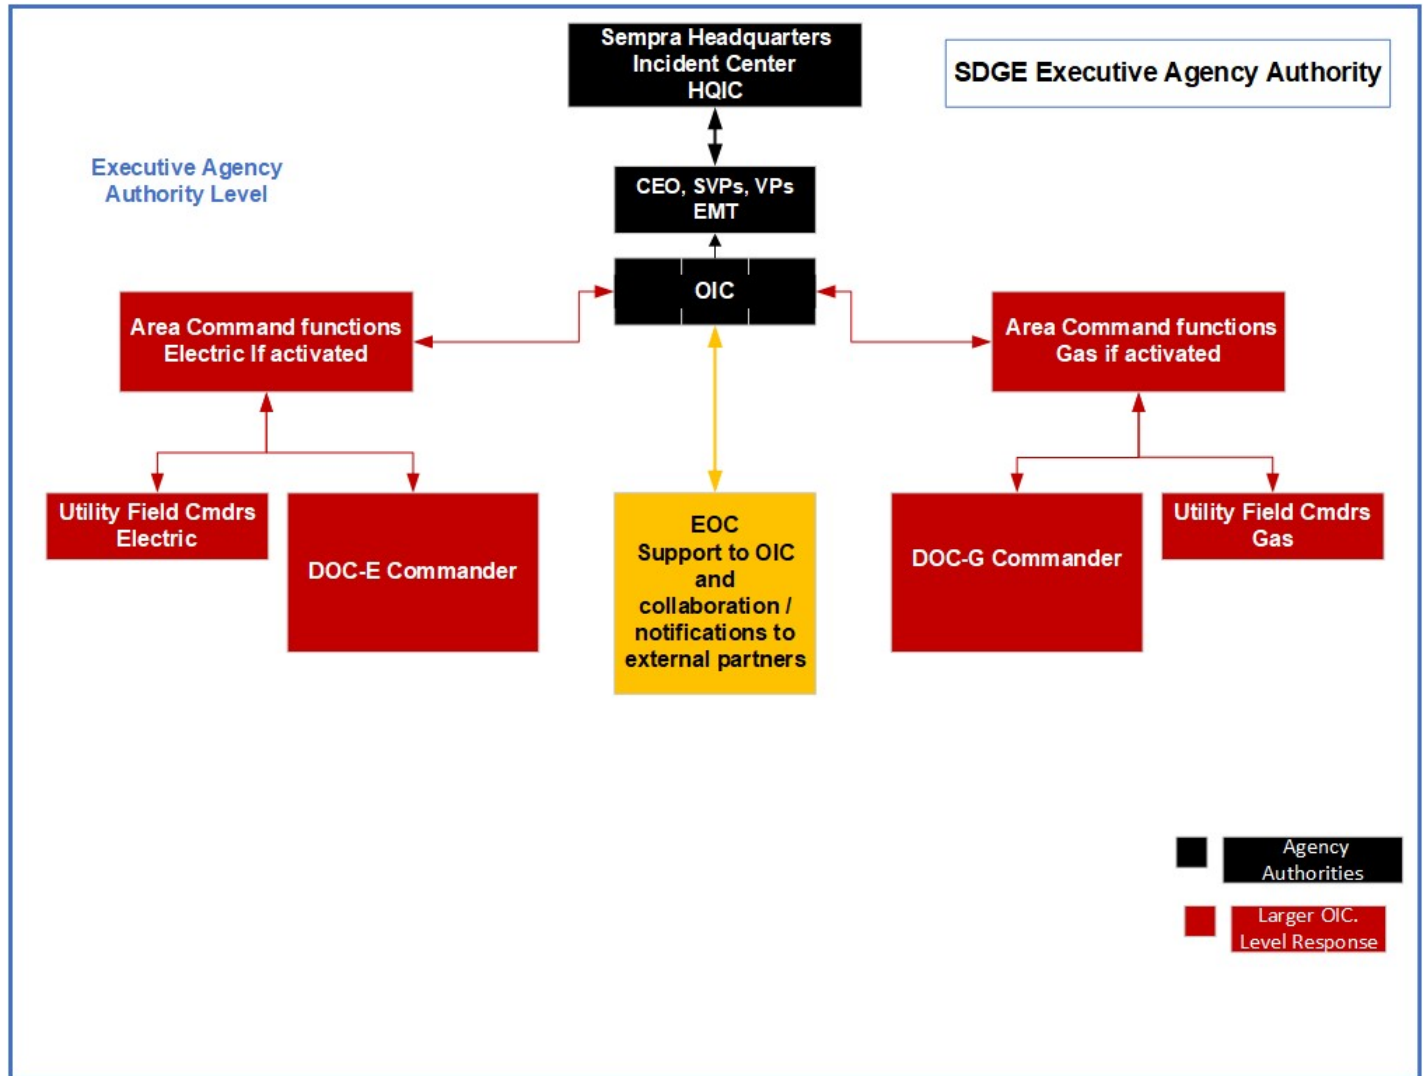 Sempra Headquarters
Incident Center
HQIC
SDGE Executive Agency Authority
Executive Agency
Authority Level
CEO, SVPs, VPs
EMT
OIC
Area Command functions
Electric If activated
Area Command functions
Gas if activated
Utility Field Cmdrs
Electric
DOC-E Commander
EOC
Support to OIC
and
collaboration /
notifications to
external partners
DOC-G Commander
Utility Field Cmdrs
Gas
Agency
Authorities
Larger OIC.
Level Response